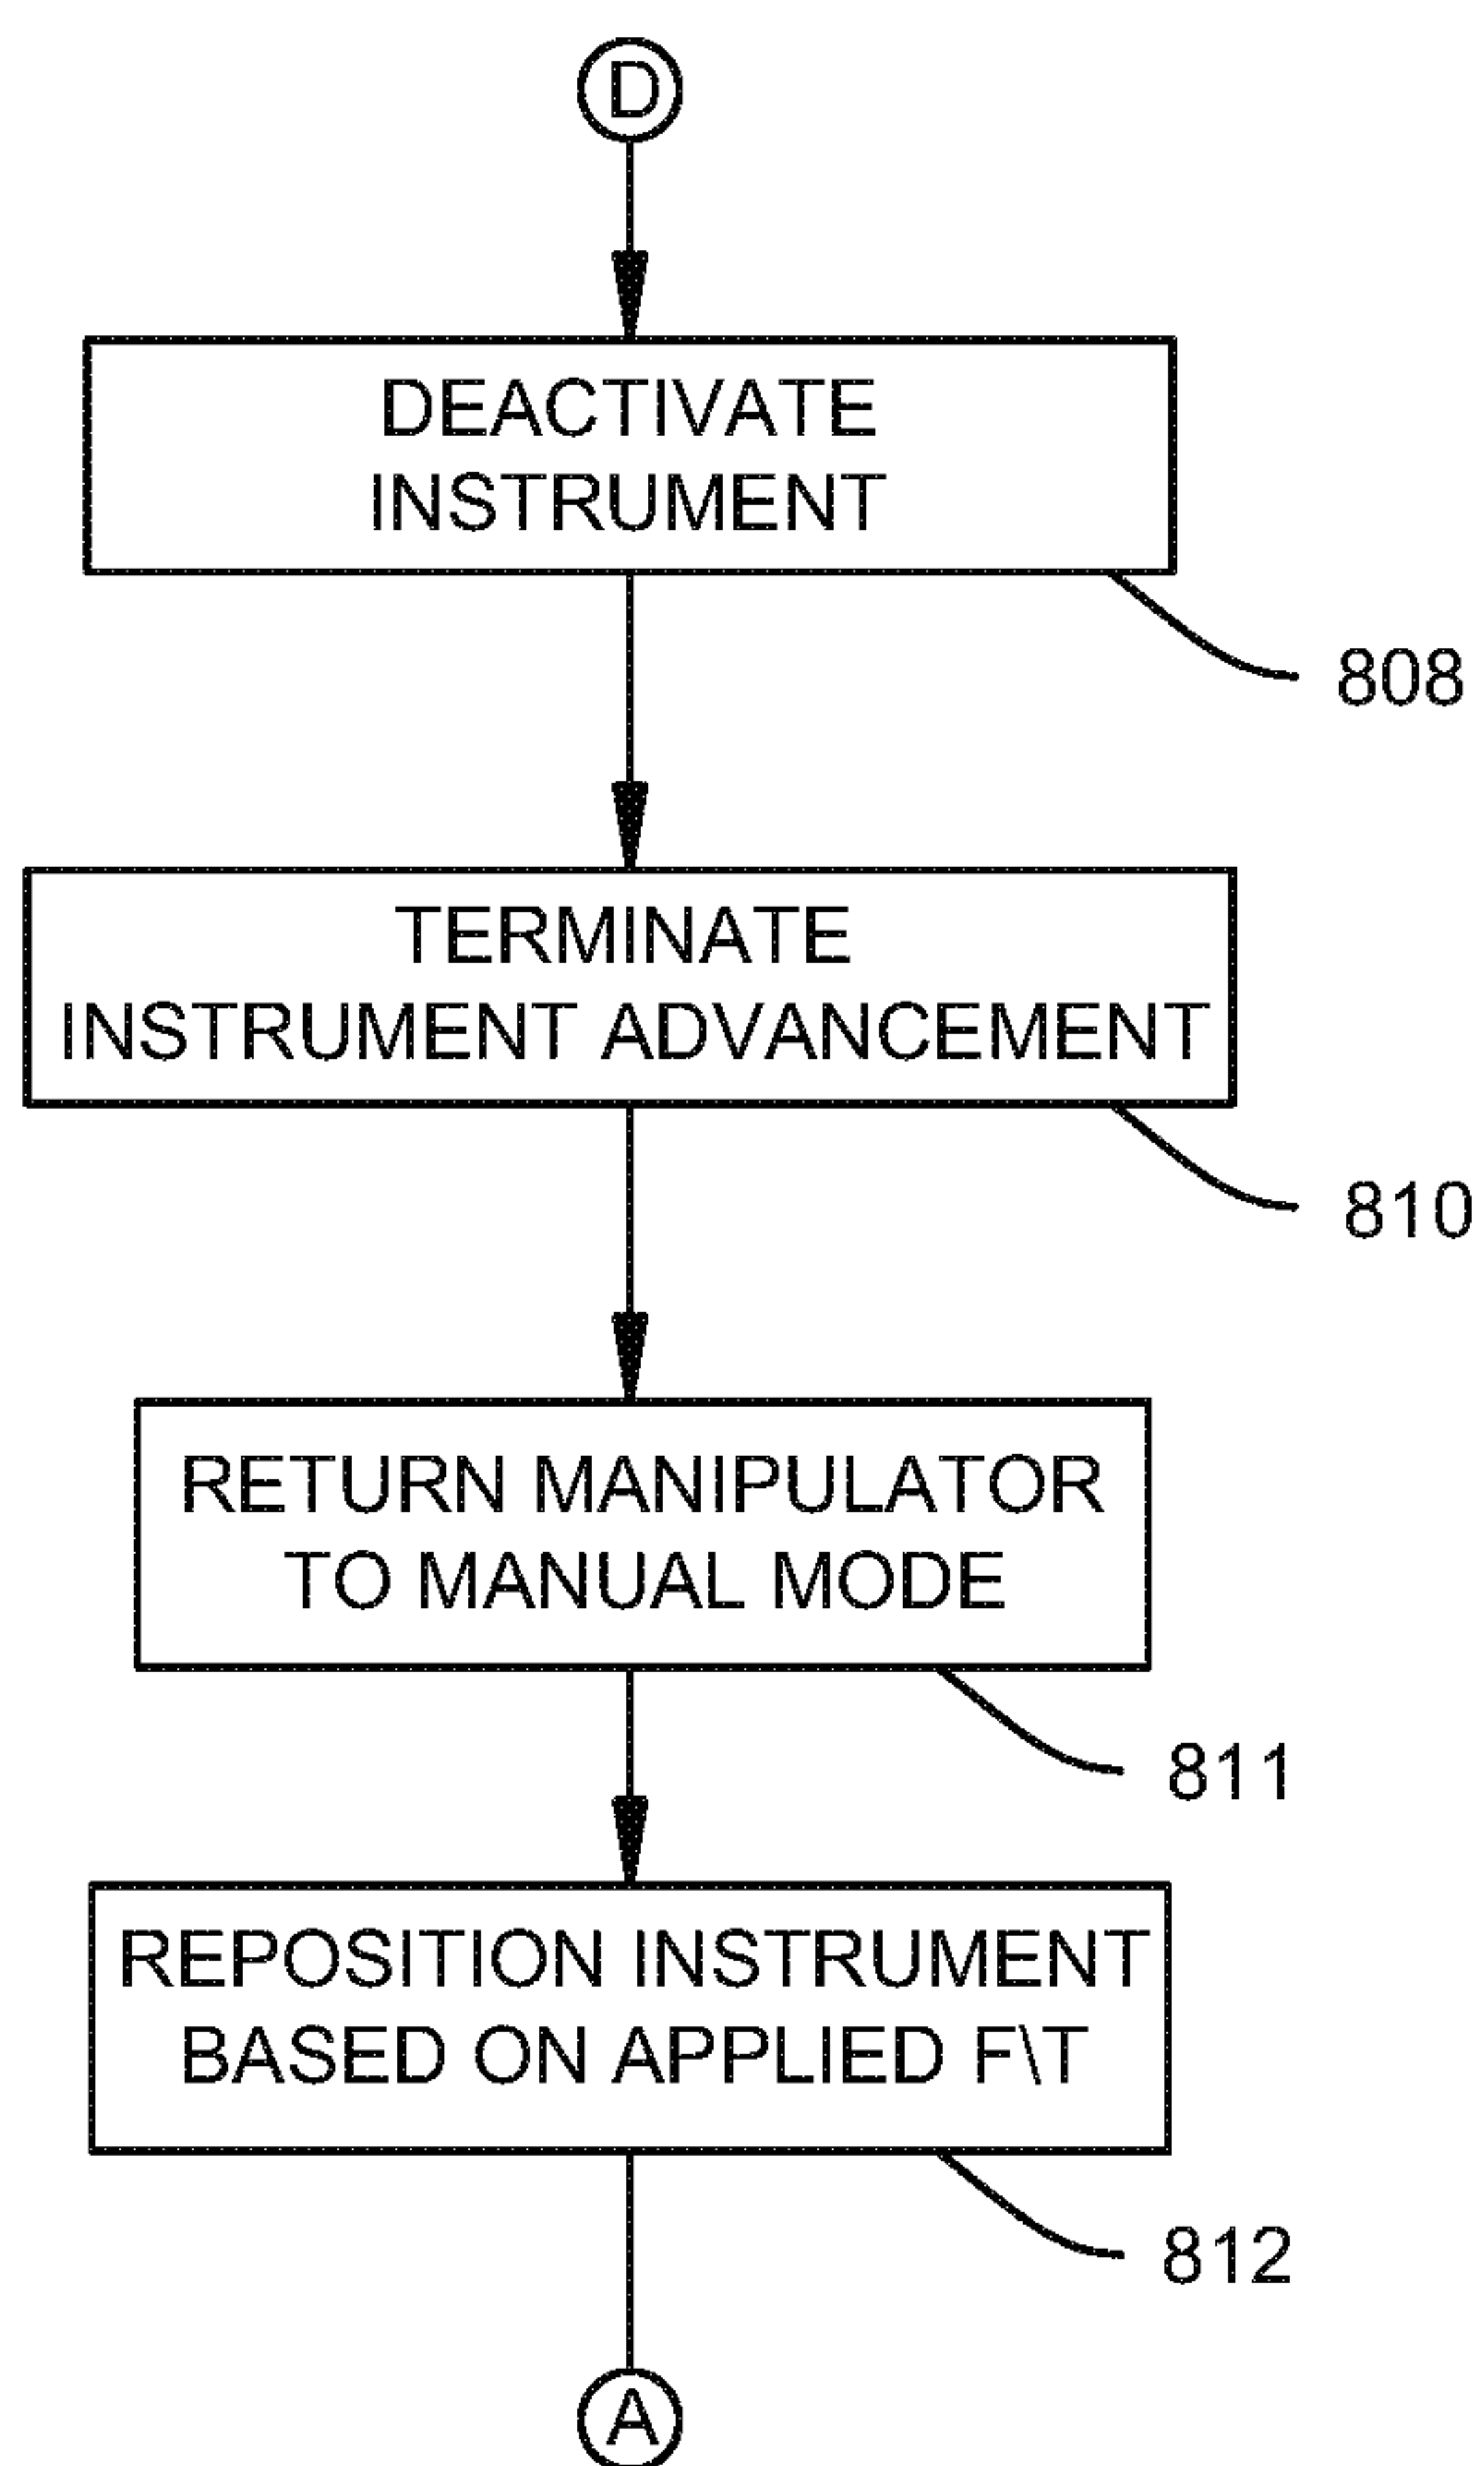 D
DEACTIVATE
INSTRUMENT
808
TERMINATE
INSTRUMENT ADVANCEMENT
810
RETURN MANIPULATOR
TO MANUAL MODE
811
REPOSITION INSTRUMENT
BASED ON APPLIED F\T
812
A